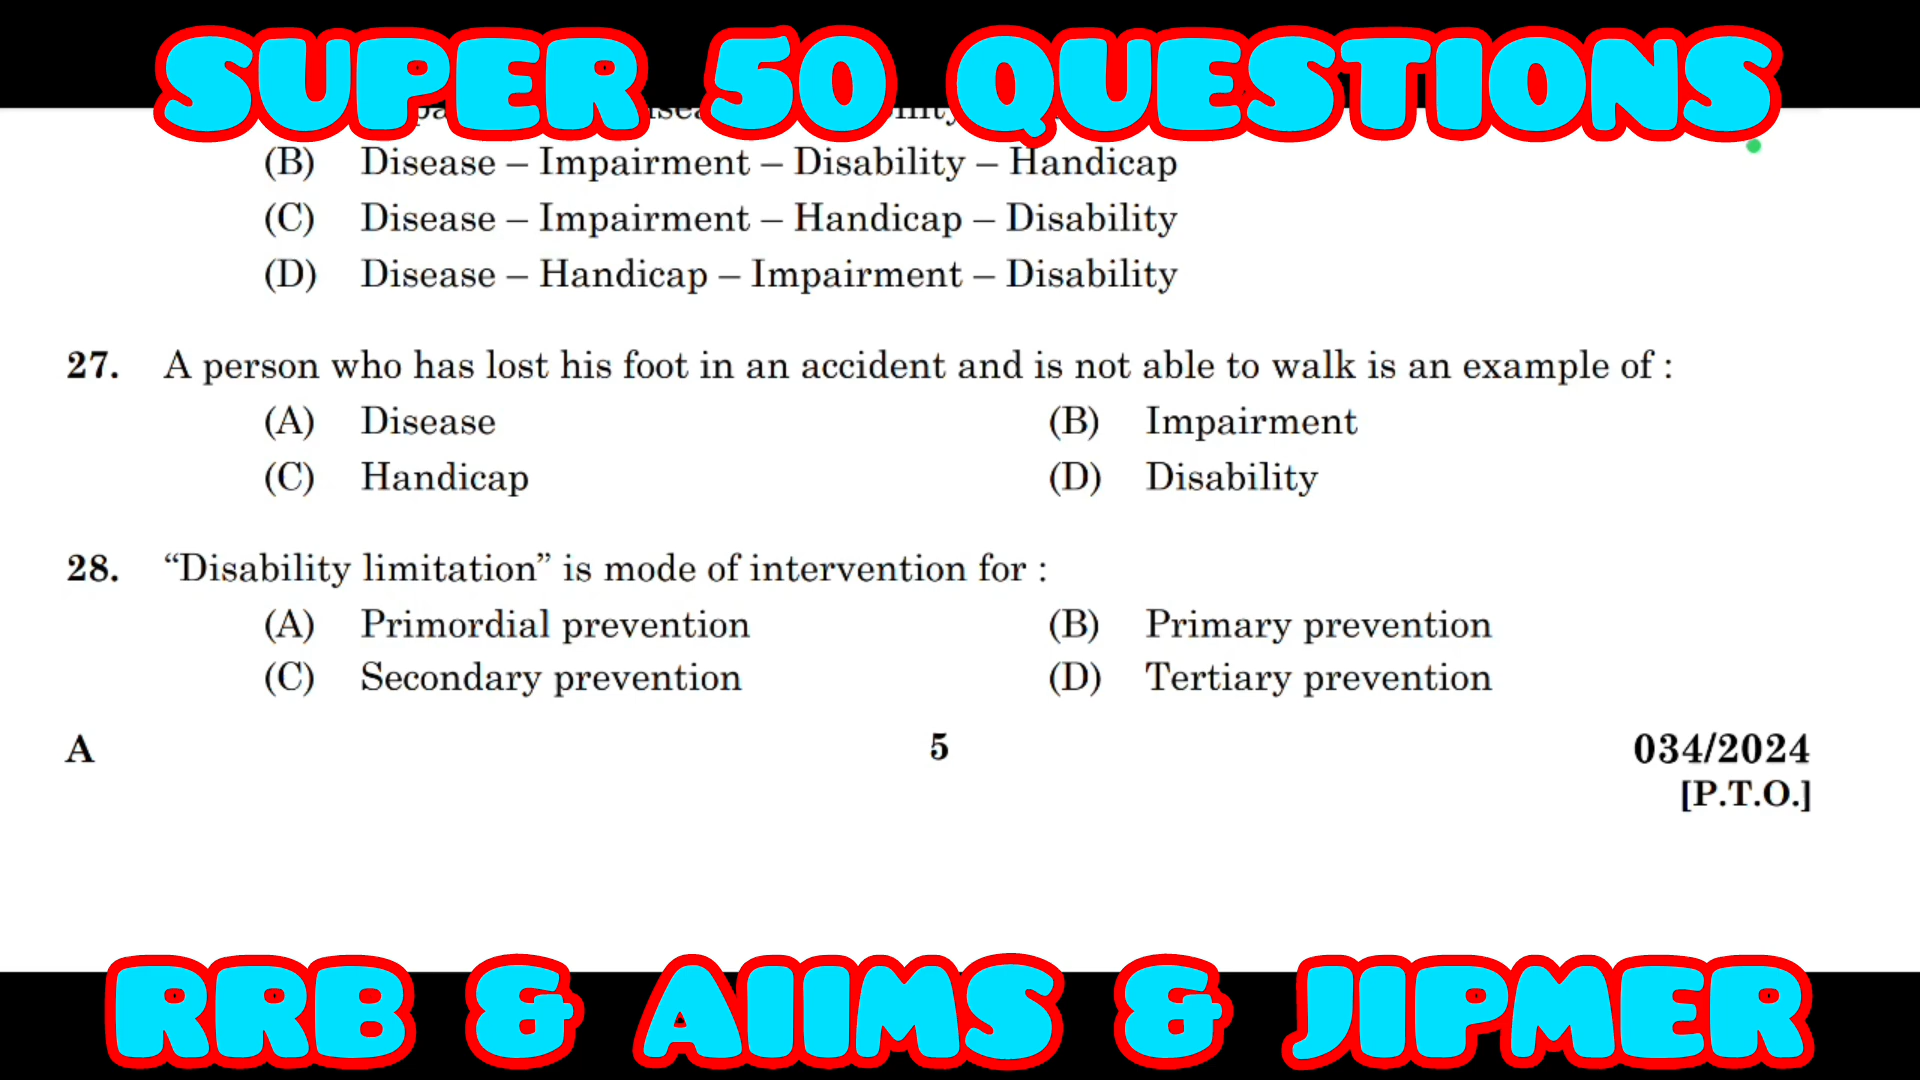 SUPER 50 QUESTIONS
(B) Disease – Impairment – Disability – Handicap
(C) Disease – Impairment – Handicap – Disability
(D) Disease – Handicap – Impairment – Disability
27. A person who has lost his foot in an accident and is not able to walk is an example of :
(A) Disease (B) Impairment
(C) Handicap (D) Disability
28. “Disability limitation” is mode of intervention for :
(A) Primordial prevention (B) Primary prevention
(C) Secondary prevention (D) Tertiary prevention
A 5 034/2024
[P.T.O.]
RRB & AIIMS & JIPMER